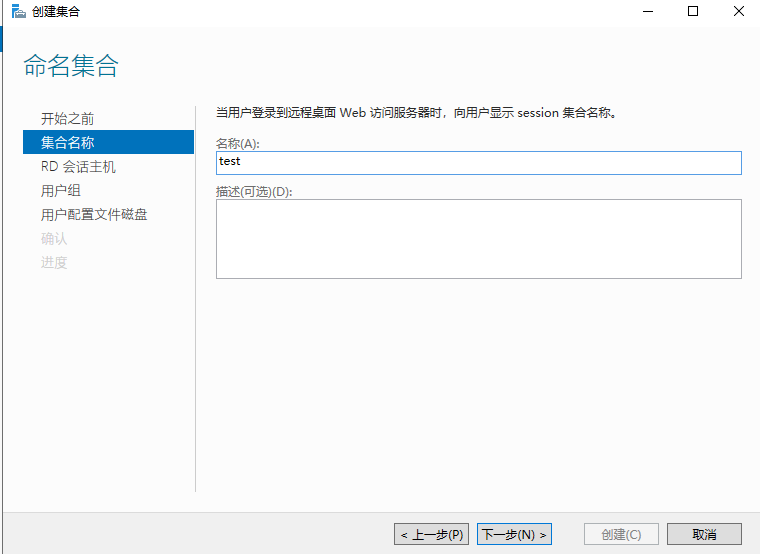 创建集合
命名集合
开始之前
集合名称
RD 会话主机
用户组
用户配置文件磁盘
确认
进度
当用户登录到远程桌面 Web 访问服务器时，向用户显示 session 集合名称。
名称(A):
test
描述(可选)(D):
< 上一步(P)
下一步(N) >
创建(C)
取消